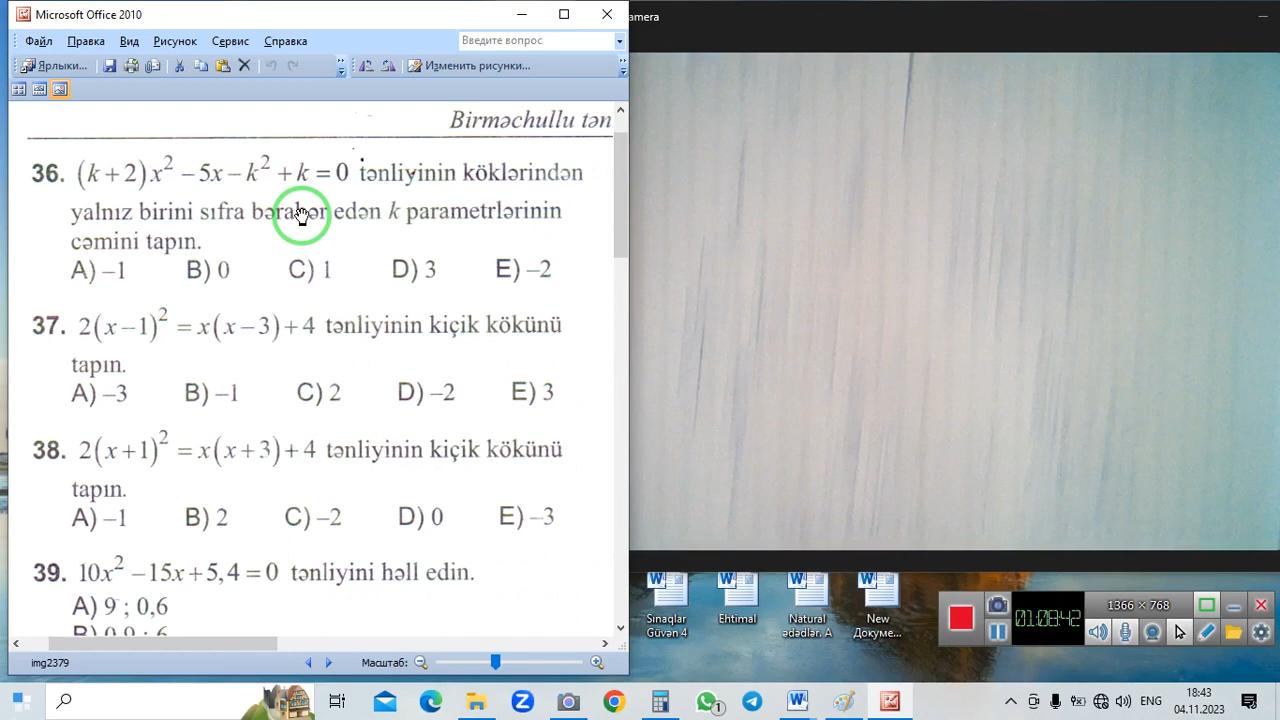 Microsoft Office 2010
amera
Файл Правка Вид Рисунок Сервис Справка Введите вопрос
Ярлыки... Изменить рисунки...
Birməchullu tən
36. (k+2)x² −5x−k² +k = 0 tənliyinin köklərindən
yalnız birini sıfra bərabər edən k parametrlərinin
cəmini tapın.
A) −1 B) 0 C) 1 D) 3 E) −2
37. 2(x−1)² = x(x−3)+4 tənliyinin kiçik kökünü
tapın.
A) −3 B) −1 C) 2 D) −2 E) 3
38. 2(x+1)² = x(x+3)+4 tənliyinin kiçik kökünü
tapın.
A) −1 B) 2 C) −2 D) 0 E) −3
39. 10x² −15x+5,4 = 0 tənliyini həll edin.
A) 9 ; 0,6
B) 0,9 ; 6
img2379 Масштаб:
Sınaqlar Güvən 4
Ehtimal
Natural ədədlər. A
New Докуме...
01:08:42
1366 × 768
1
ENG
18:43
04.11.2023